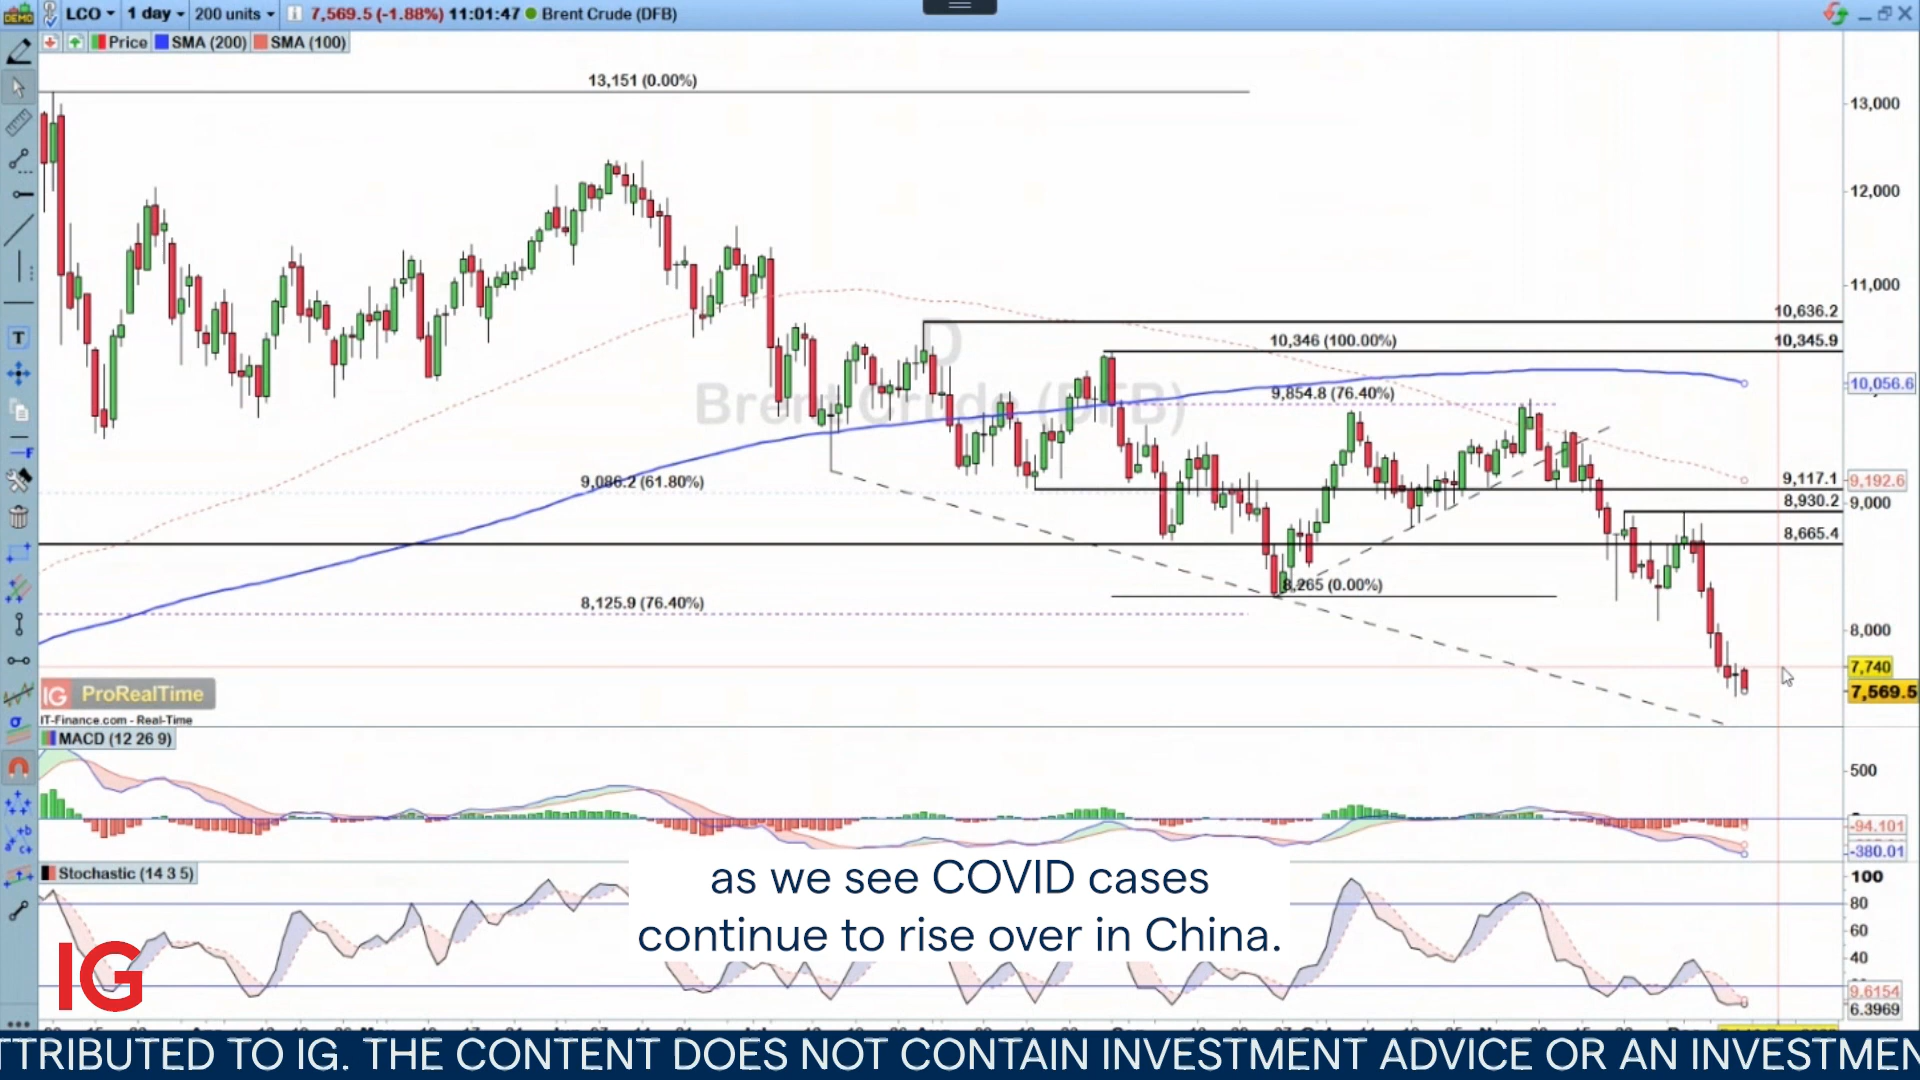 DEMO LCO 1 day 200 units 7,569.5 (-1.88%) 11:01:47 Brent Crude (DFB)
Price SMA (200) SMA (100)
13,151 (0.00%)
13,000
12,000
11,000
10,636.2
10,346 (100.00%)
10,345.9
D
Brent Crude (DFB)
10,056.6
9,854.8 (76.40%)
9,086.2 (61.80%)
9,117.1
9,192.6
9,000
8,930.2
8,665.4
8,265 (0.00%)
8,125.9 (76.40%)
8,000
7,740
7,569.5
IG ProRealTime
IT-Finance.com - Real-Time
MACD (12 26 9)
500
-94.101
-380.01
Stochastic (14 3 5)
100
80
60
40
9.6154
6.3969
as we see COVID cases
continue to rise over in China.
IG
TTRIBUTED TO IG. THE CONTENT DOES NOT CONTAIN INVESTMENT ADVICE OR AN INVESTMEN